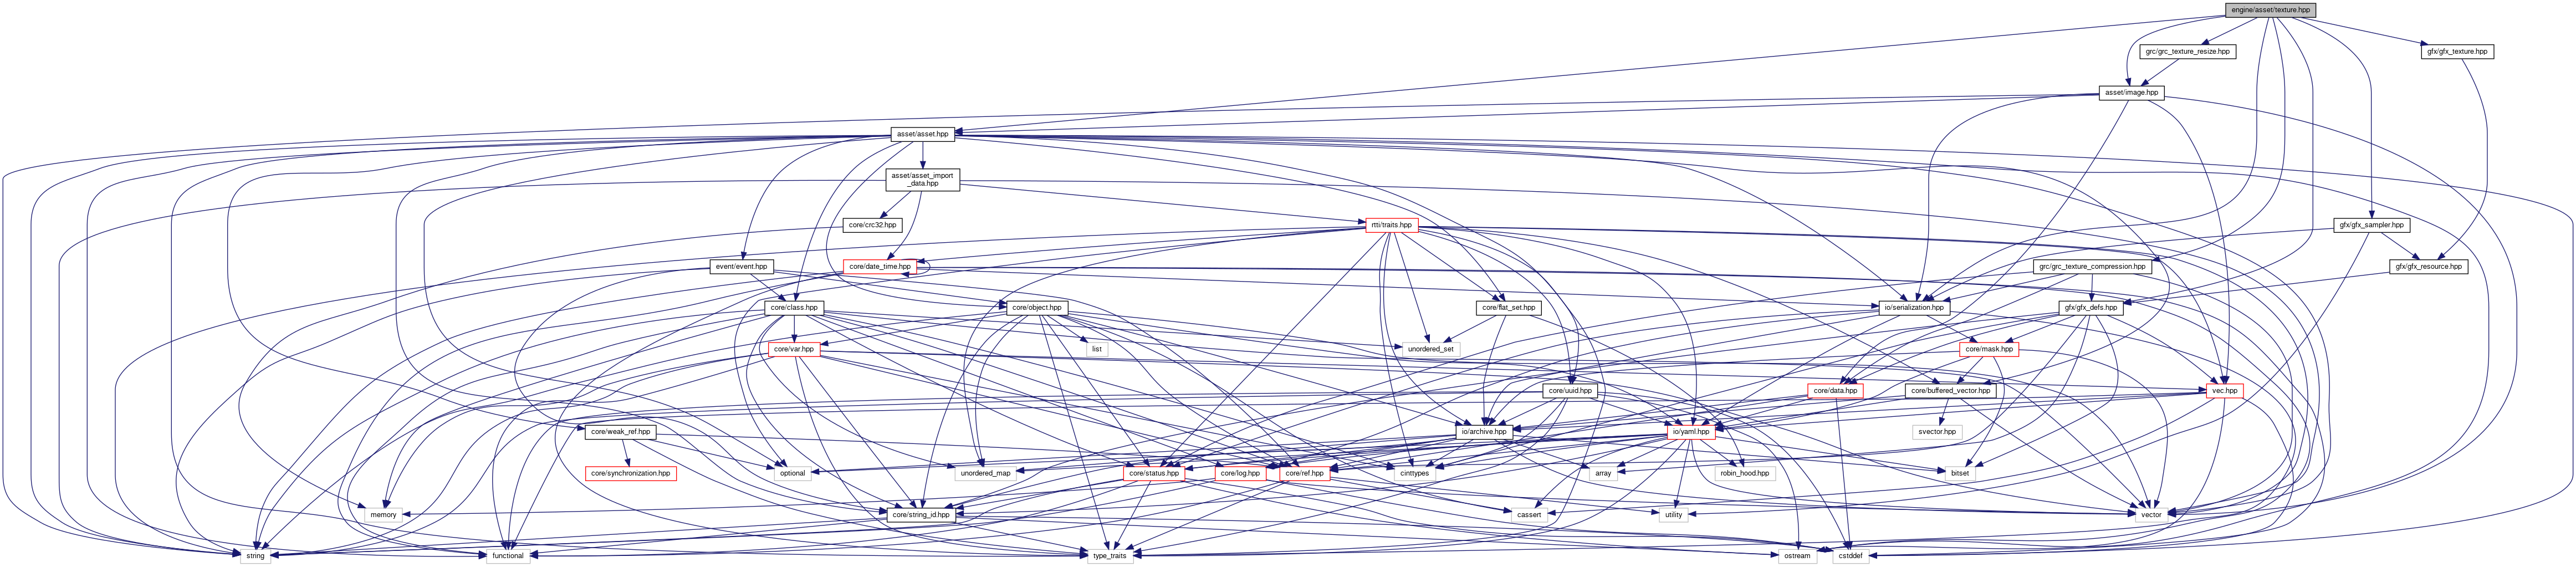 engine/asset/texture.hpp
grc/grc_texture_resize.hpp
gfx/gfx_texture.hpp
asset/image.hpp
asset/asset.hpp
asset/asset_import
_data.hpp
core/crc32.hpp
rtti/traits.hpp
gfx/gfx_sampler.hpp
event/event.hpp
core/date_time.hpp
grc/grc_texture_compression.hpp
gfx/gfx_resource.hpp
core/class.hpp
core/object.hpp
core/flat_set.hpp
io/serialization.hpp
gfx/gfx_defs.hpp
core/var.hpp
list
unordered_set
core/mask.hpp
core/uuid.hpp
core/data.hpp
core/buffered_vector.hpp
vec.hpp
core/weak_ref.hpp
io/archive.hpp
io/yaml.hpp
svector.hpp
core/synchronization.hpp
optional
unordered_map
core/status.hpp
core/log.hpp
core/ref.hpp
cinttypes
array
robin_hood.hpp
bitset
memory
core/string_id.hpp
cassert
utility
vector
string
functional
type_traits
ostream
cstddef